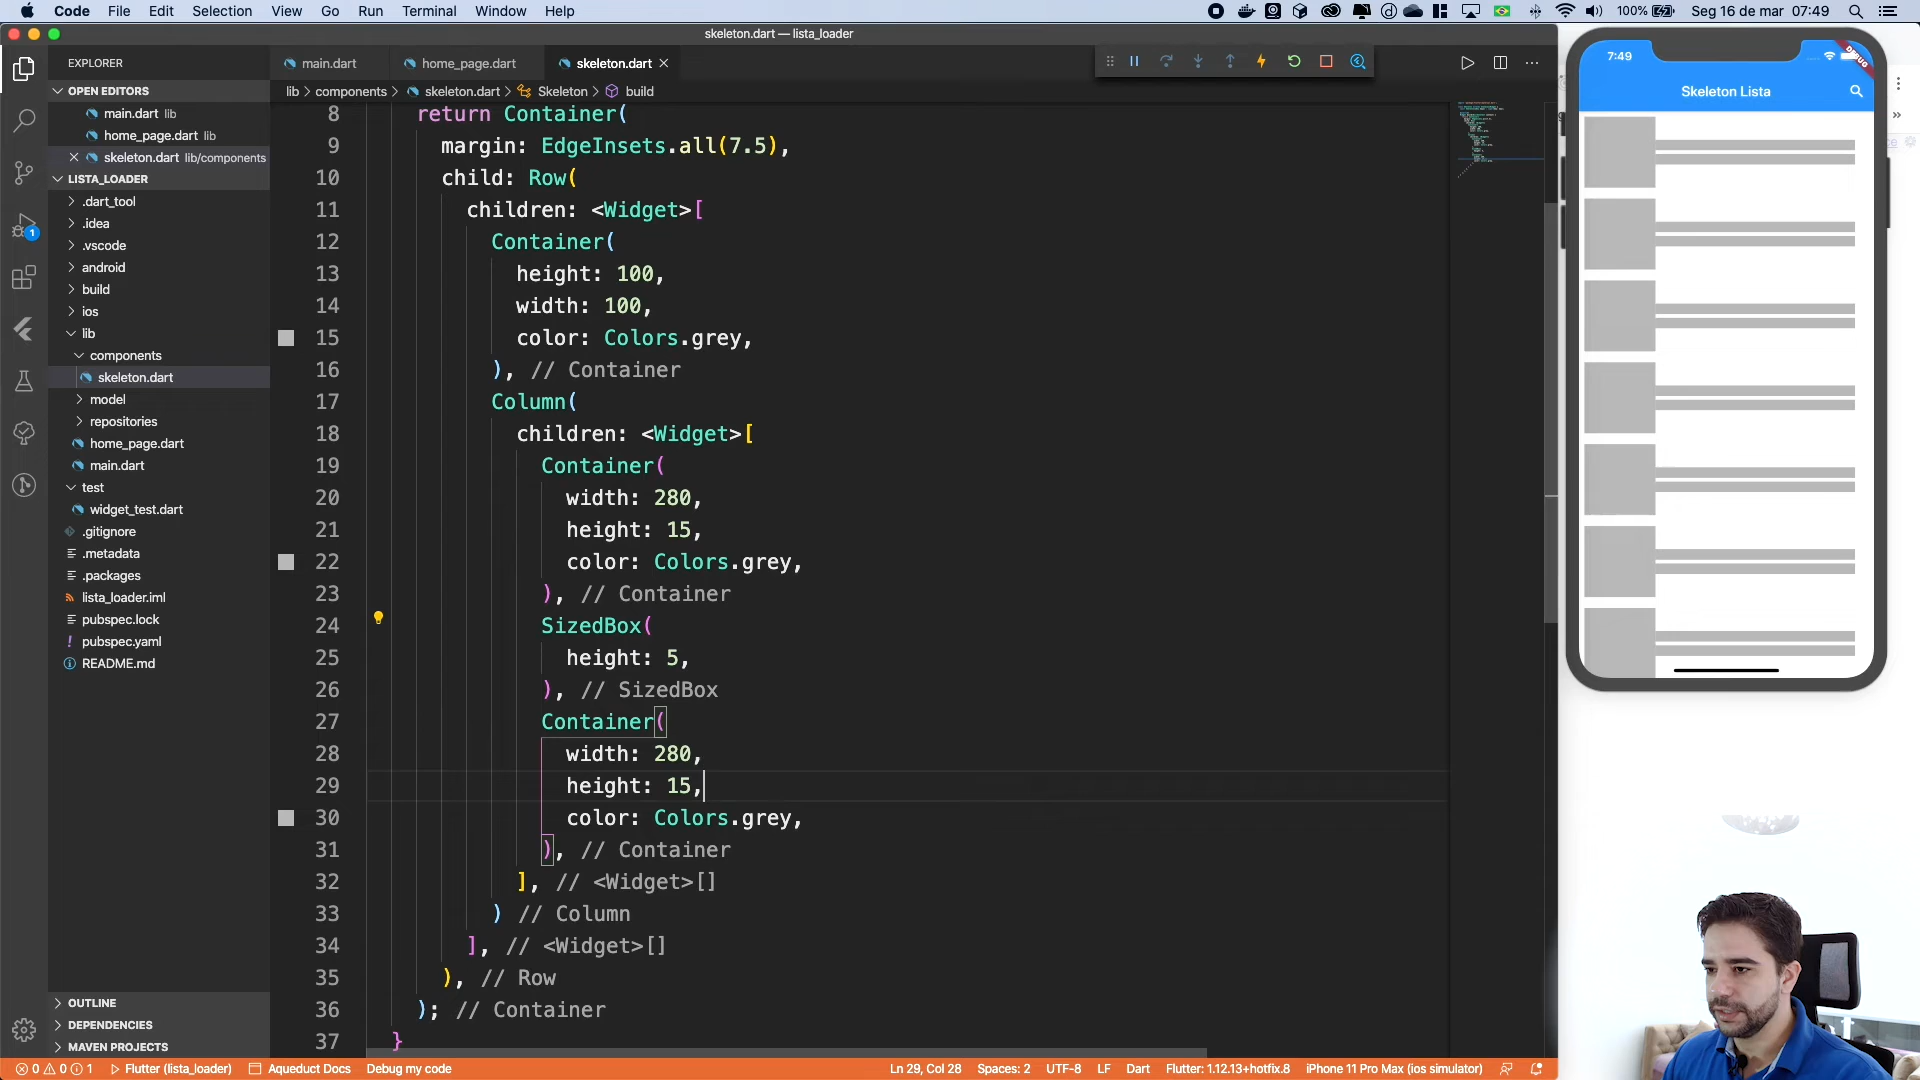 Code File Edit Selection View Go Run Terminal Window Help
100% Seg 16 de mar 07:49
skeleton.dart — lista_loader
EXPLORER
OPEN EDITORS
main.dart lib
home_page.dart lib
skeleton.dart lib/components
LISTA_LOADER
.dart_tool
.idea
.vscode
android
build
ios
lib
components
skeleton.dart
model
repositories
home_page.dart
main.dart
test
widget_test.dart
.gitignore
.metadata
.packages
lista_loader.iml
pubspec.lock
pubspec.yaml
README.md
OUTLINE
DEPENDENCIES
MAVEN PROJECTS
1
main.dart home_page.dart skeleton.dart
lib > components > skeleton.dart > Skeleton > build
8 return Container(
9 margin: EdgeInsets.all(7.5),
10 child: Row(
11 children: <Widget>[
12 Container(
13 height: 100,
14 width: 100,
15 color: Colors.grey,
16 ), // Container
17 Column(
18 children: <Widget>[
19 Container(
20 width: 280,
21 height: 15,
22 color: Colors.grey,
23 ), // Container
24 SizedBox(
25 height: 5,
26 ), // SizedBox
27 Container(
28 width: 280,
29 height: 15,
30 color: Colors.grey,
31 ), // Container
32 ], // <Widget>[]
33 ) // Column
34 ], // <Widget>[]
35 ), // Row
36 ); // Container
37 }
7:49
DEBUG
Skeleton Lista
0 0 1 Flutter (lista_loader) Aqueduct Docs Debug my code
Ln 29, Col 28 Spaces: 2 UTF-8 LF Dart Flutter: 1.12.13+hotfix.8 iPhone 11 Pro Max (ios simulator)